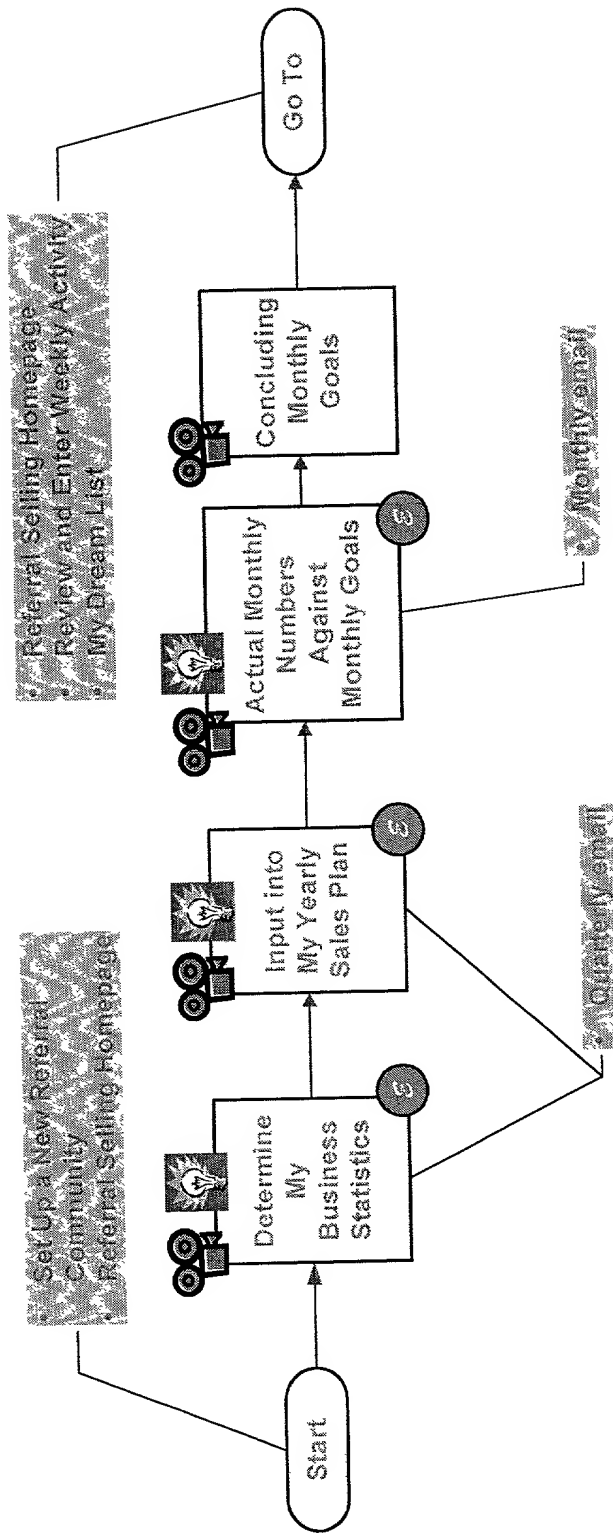 • Set Up a New Referral
Community
• Referral Selling Homepage
• Referral Selling Homepage
• Review and Enter Weekly Activity
• My Dream List
Start
Determine
My
Business
Statistics
Input into
My Yearly
Sales Plan
Actual Monthly
Numbers
Against
Monthly Goals
Concluding
Monthly
Goals
Go To
• Quarterly email
• Monthly email